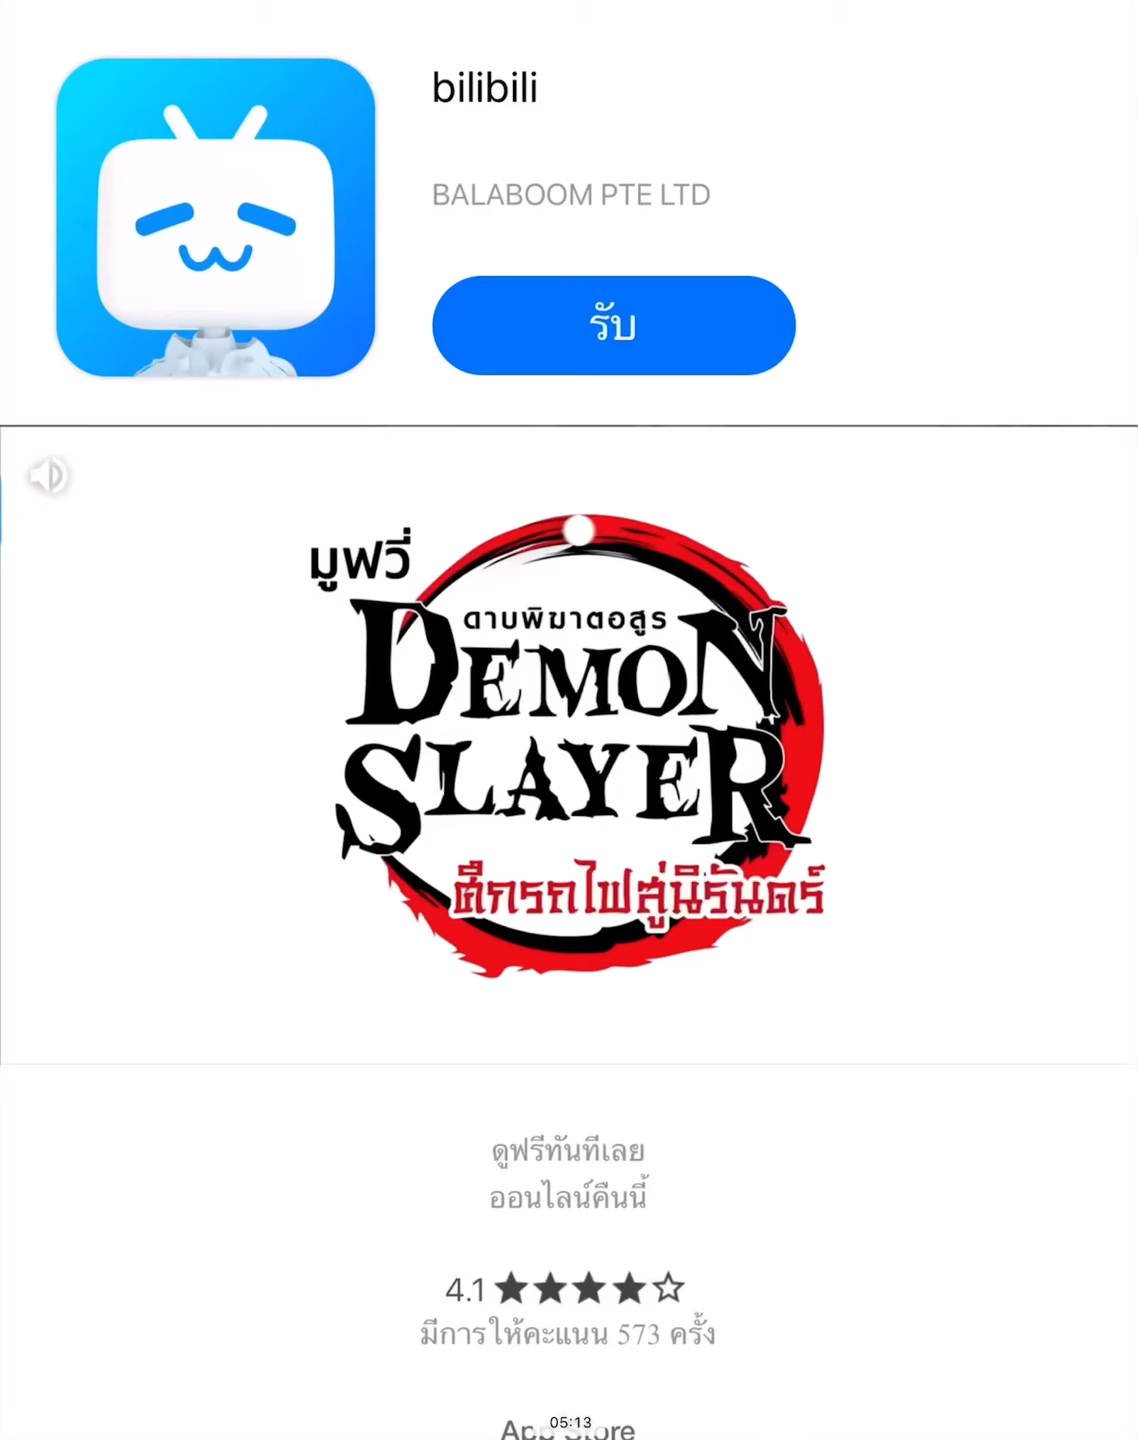 bilibili
BALABOOM PTE LTD
รับ
มูฟวี่
ดาบพิฆาตอสูร
DEMON
SLAYER
ศึกรถไฟสู่นิรันดร์
ดูฟรีทันทีเลย
ออนไลน์คืนนี้
4.1
มีการให้คะแนน 573 ครั้ง
05:13
App Store